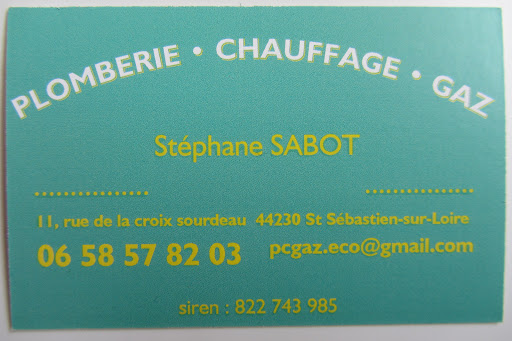 PLOMBERIE • CHAUFFAGE • GAZ
Stéphane SABOT
11, rue de la croix sourdeau 44230 St Sébastien-sur-Loire
06 58 57 82 03 pcgaz.eco@gmail.com
siren : 822 743 985